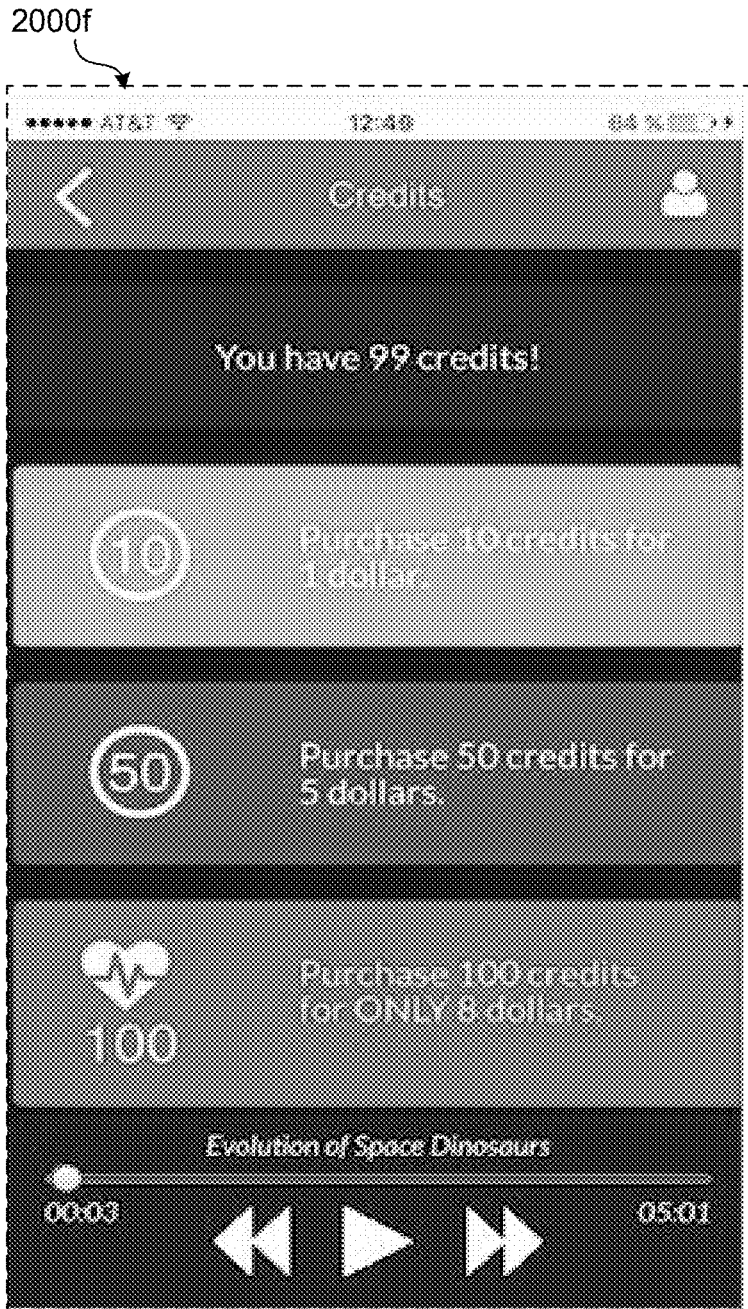 2000f
AT&T 12:49 64 %
Credits
You have 99 credits!
10
Purchase 10 credits for
1 dollar.
50
Purchase 50 credits for
5 dollars.
100
Purchase 100 credits
for ONLY 8 dollars.
Evolution of Space Dinosaurs
00:03 05:01